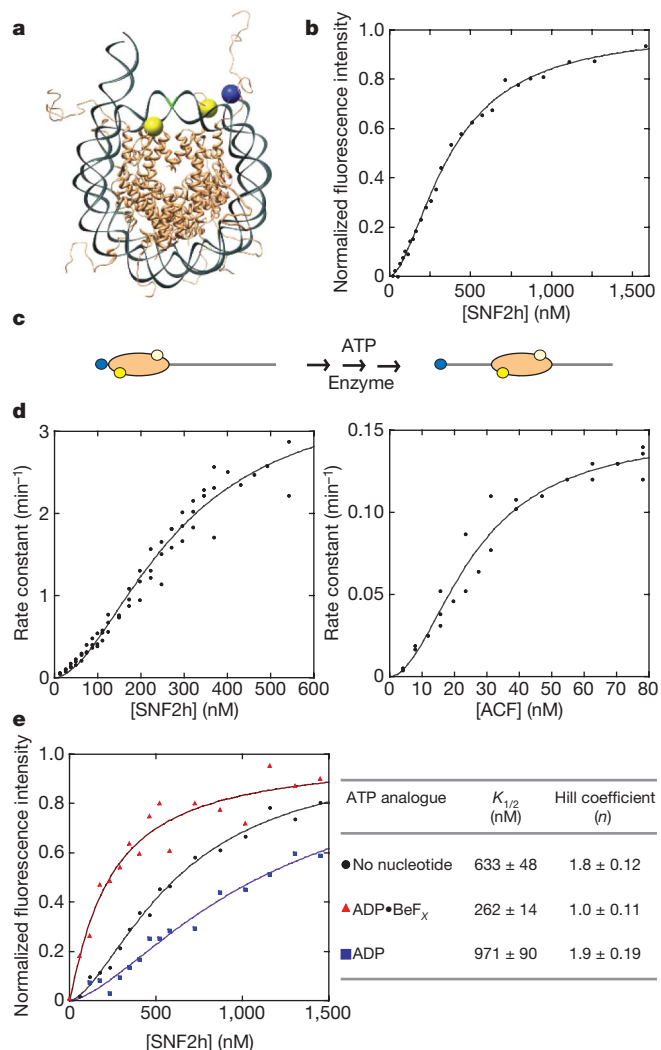 a
b
Normalized fluorescence intensity
1.0
0.8
0.6
0.4
0.2
0
0 500 1,000 1,500
[SNF2h] (nM)
c
ATP
Enzyme
d
Rate constant (min⁻¹)
3
2
1
0
0 100 200 300 400 500 600
[SNF2h] (nM)
Rate constant (min⁻¹)
0.15
0.10
0.05
0
0 10 20 30 40 50 60 70 80
[ACF] (nM)
e
Normalized fluorescence intensity
1.0
0.8
0.6
0.4
0.2
0
0 500 1,000 1,500
[SNF2h] (nM)
ATP analogue K1/2 (nM) Hill coefficient (n)
No nucleotide 633 ± 48 1.8 ± 0.12
ADP•BeFX 262 ± 14 1.0 ± 0.11
ADP 971 ± 90 1.9 ± 0.19